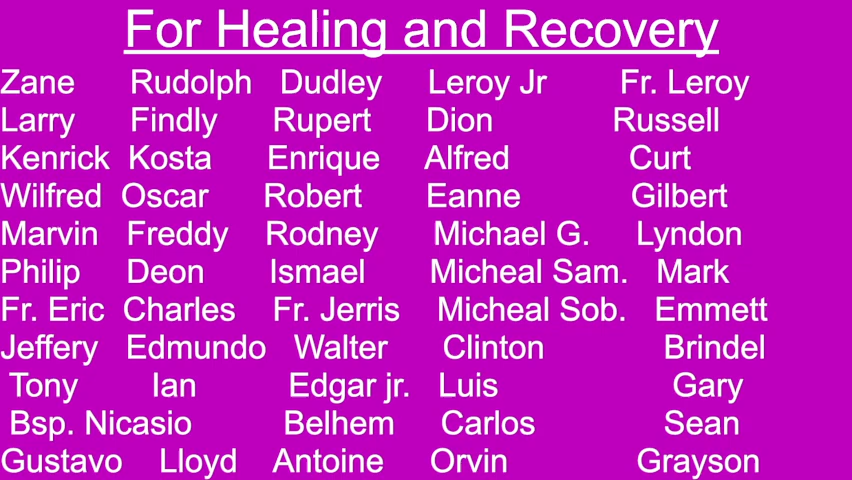 For Healing and Recovery
Zane Rudolph Dudley Leroy Jr Fr. Leroy
Larry Findly Rupert Dion Russell
Kenrick Kosta Enrique Alfred Curt
Wilfred Oscar Robert Eanne Gilbert
Marvin Freddy Rodney Michael G. Lyndon
Philip Deon Ismael Micheal Sam. Mark
Fr. Eric Charles Fr. Jerris Micheal Sob. Emmett
Jeffery Edmundo Walter Clinton Brindel
Tony Ian Edgar jr. Luis Gary
Bsp. Nicasio Belhem Carlos Sean
Gustavo Lloyd Antoine Orvin Grayson